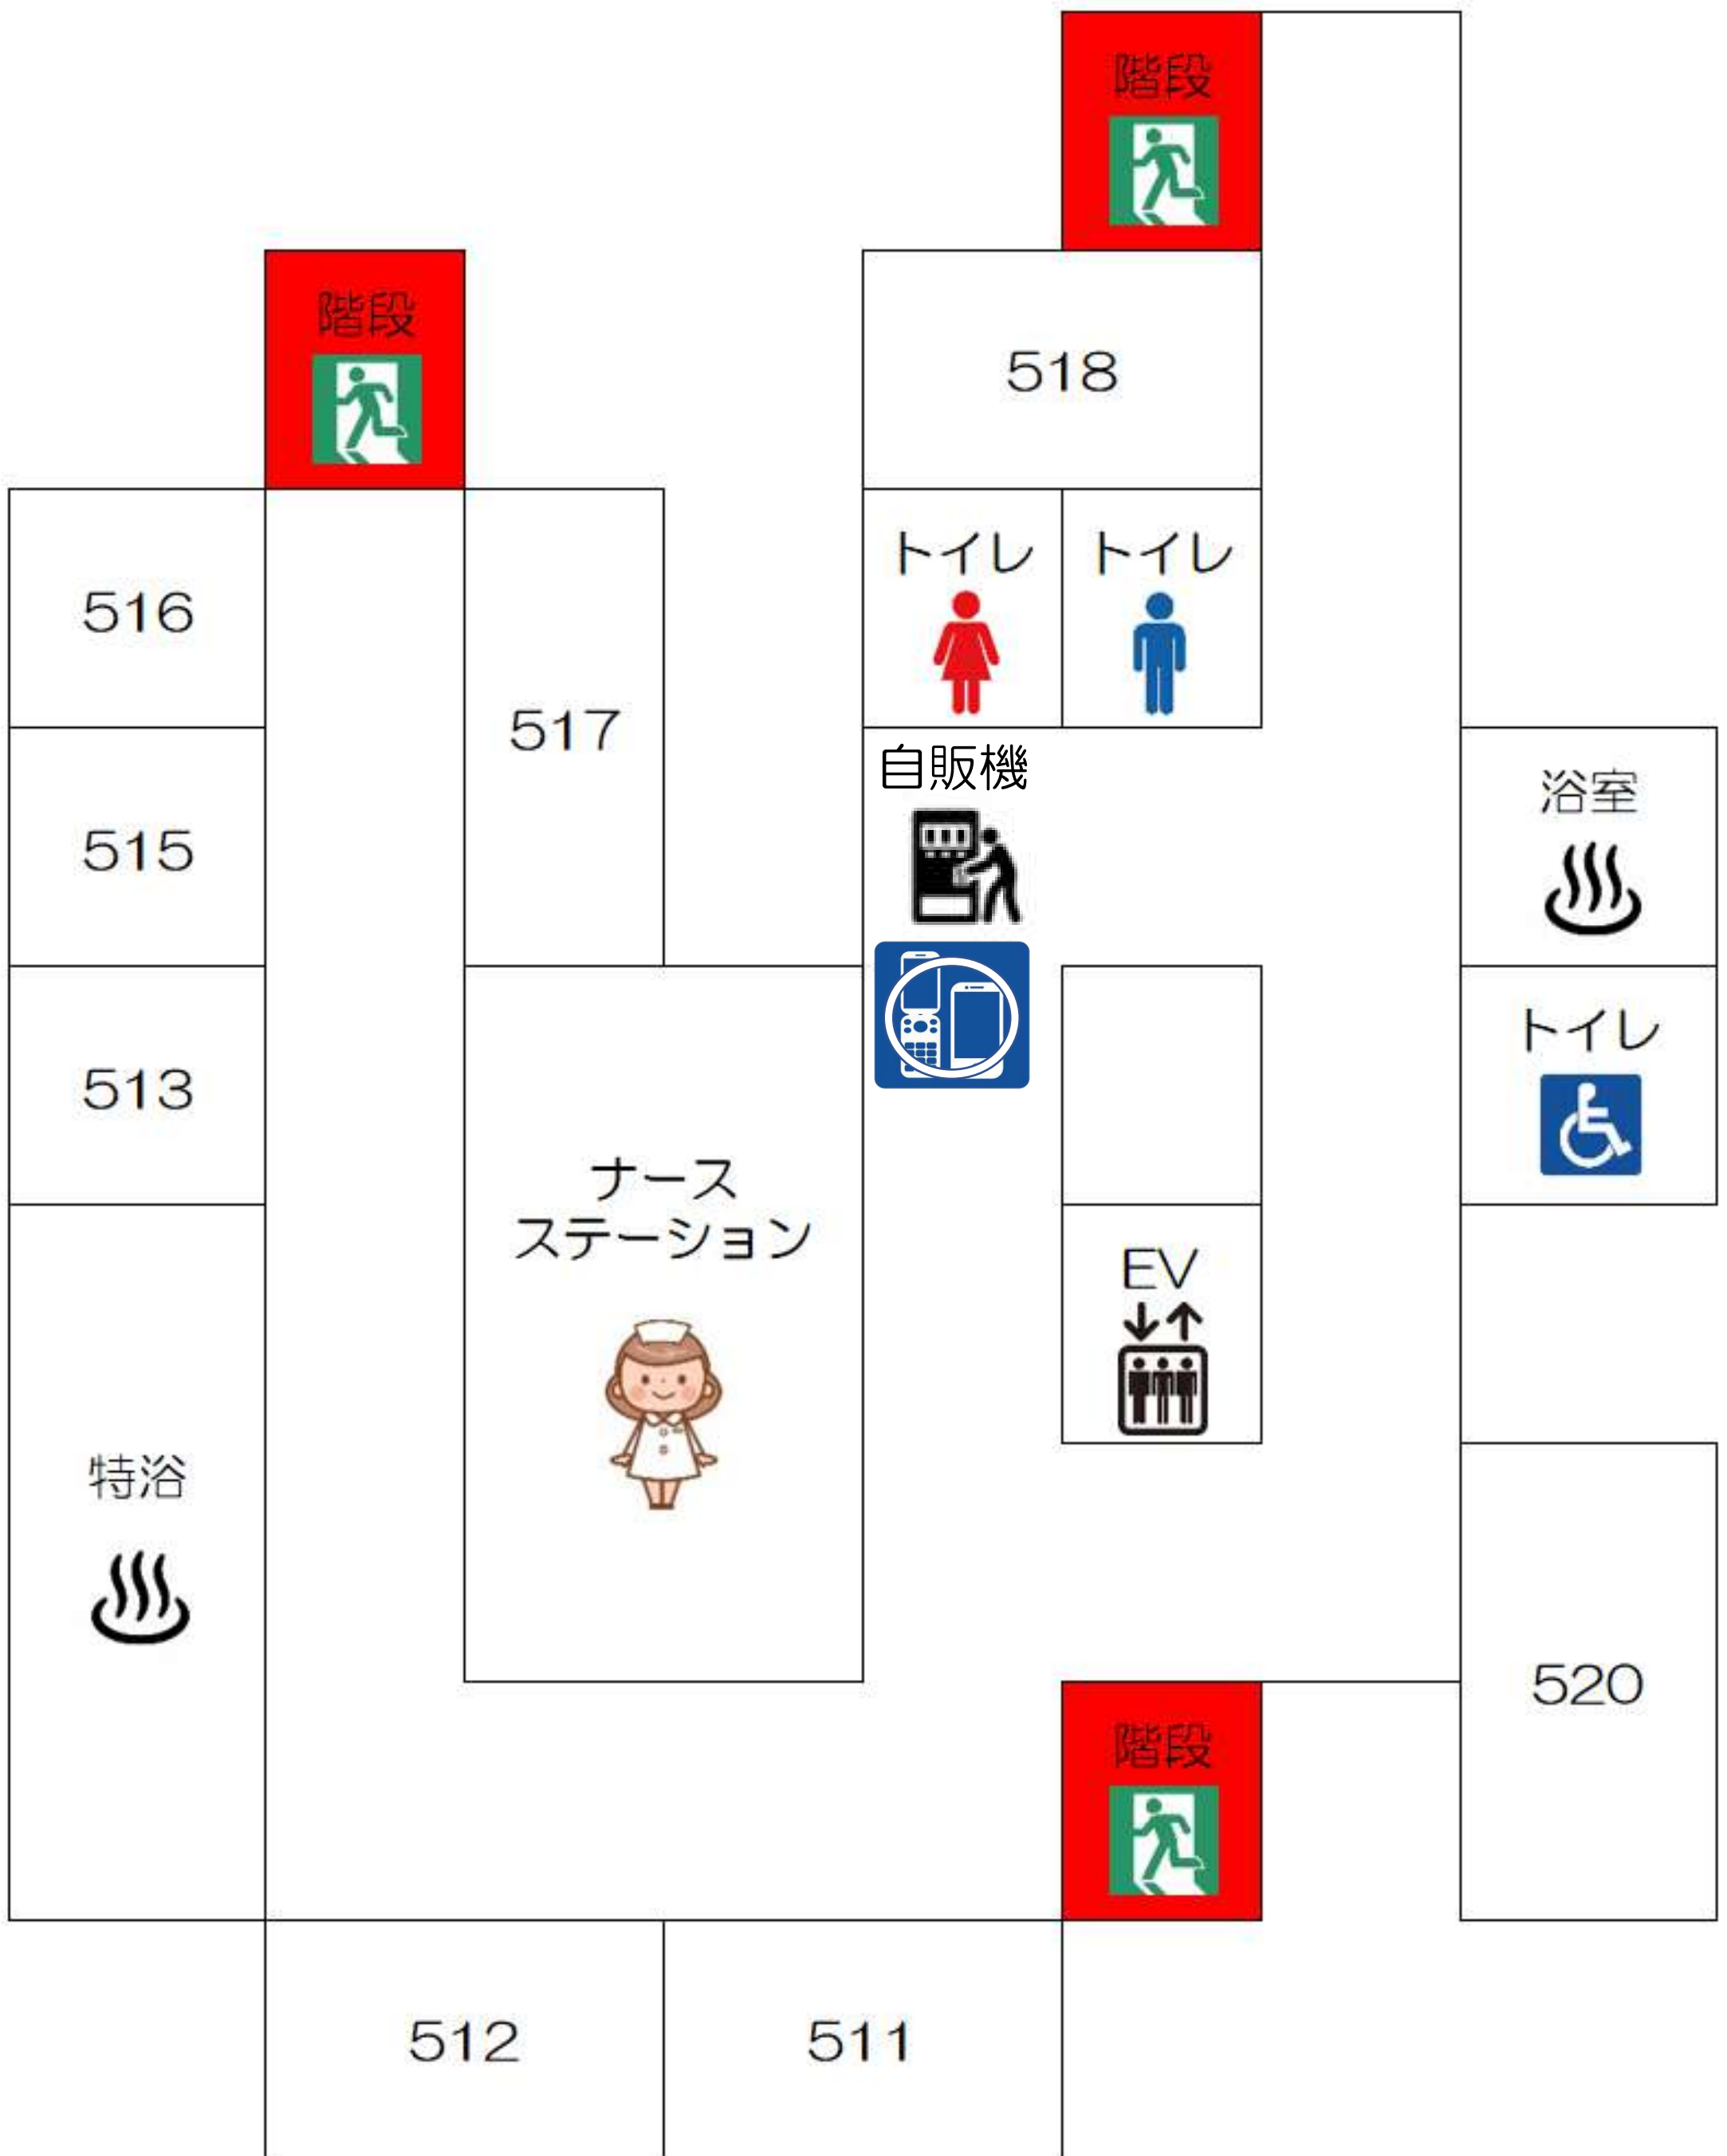 階段
階段
518
516
トイレ
トイレ
517
自販機
浴室
515
トイレ
513
ナース
ステーション
EV
特浴
520
階段
512
511